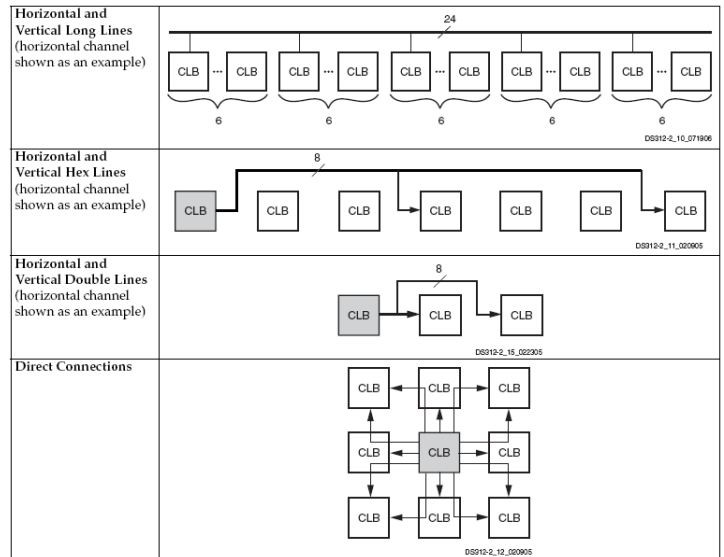 Horizontal and
Vertical Long Lines
(horizontal channel
shown as an example)
24
CLB ... CLB CLB ... CLB CLB ... CLB CLB ... CLB CLB ... CLB
6 6 6 6 6
DS312-2_10_071906
Horizontal and
Vertical Hex Lines
(horizontal channel
shown as an example)
8
CLB CLB CLB CLB CLB CLB CLB
DS312-2_11_020905
Horizontal and
Vertical Double Lines
(horizontal channel
shown as an example)
8
CLB CLB CLB
DS312-2_15_022305
Direct Connections
CLB CLB CLB
CLB CLB CLB
CLB CLB CLB
DS312-2_12_020905